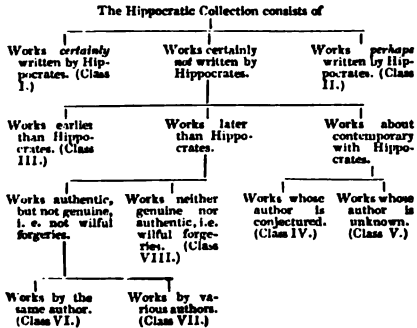 The Hippocratic Collection consists of
Works certainly
written by Hip-
pocrates. (Class
I.)
Works certainly
not written by
Hippocrates.
Works perhaps
written by Hip-
pocrates. (Class
II.)
Works earlier
than Hippo-
crates. (Class
III.)
Works later
than Hippo-
crates.
Works about
contemporary
with Hippo-
crates.
Works authentic,
but not genuine,
i. e. not wilful
forgeries.
Works neither
genuine nor
authentic, i.e.
wilful forge-
ries. (Class
VIII.)
Works whose
author is
conjectured.
(Class IV.)
Works whose
author is
unknown.
(Class V.)
Works by the
same author.
(Class VI.)
Works by va-
rious authors.
(Class VII.)